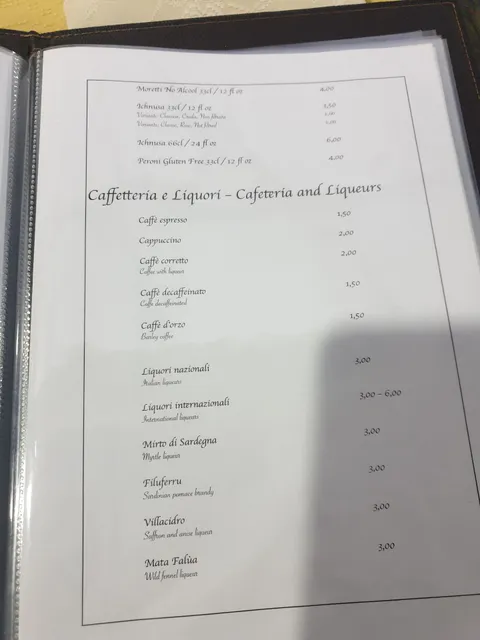 Moretti No Alcool 33cl / 12 fl oz 4,00
Ichnusa 33cl / 12 fl oz
Ichnusa 66cl / 24 fl oz 6,00
Peroni Gluten Free 33cl / 12 fl oz 4,00
Caffetteria e Liquori – Cafeteria and Liqueurs
Caffè espresso 1,50
Cappuccino 2,00
Caffè corretto 2,00
Coffee with liqueur
Caffè decaffeinato 1,50
Caffè decaffeinated
Caffè d'orzo 1,50
Barley coffee
Liquori nazionali 3,00
Italian liqueurs
Liquori internazionali 3,00 – 6,00
International liqueurs
Mirto di Sardegna 3,00
Myrtle liqueur
Filuferru 3,00
Sardinian pomace brandy
Villacidro 3,00
Saffron and anise liqueur
Mata Falùa 3,00
Wild fennel liqueur